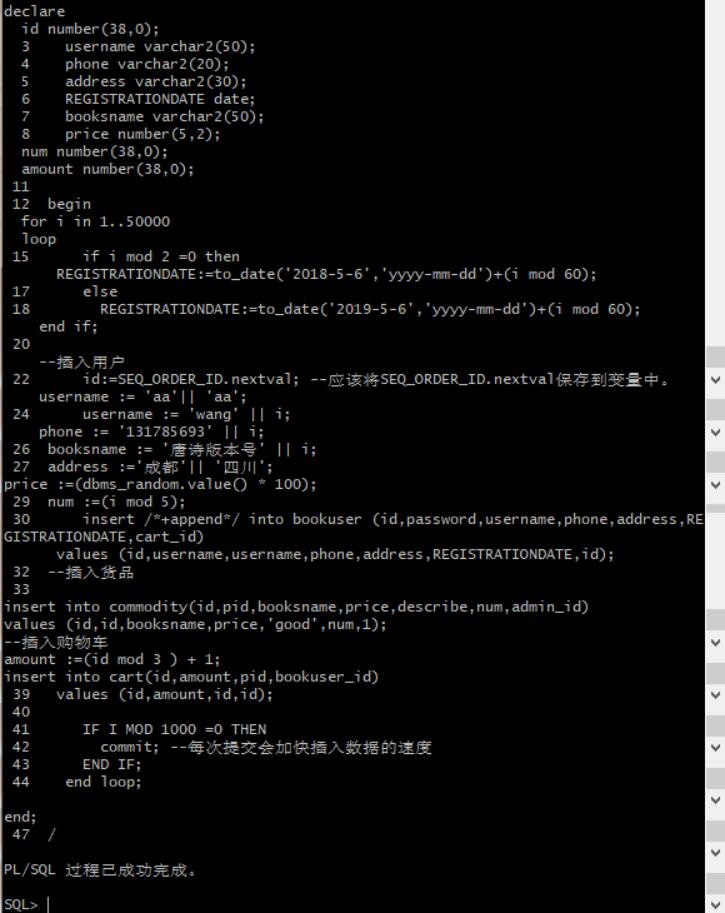 declare
  id number(38,0);
  3    username varchar2(50);
  4    phone varchar2(20);
  5    address varchar2(30);
  6    REGISTRATIONDATE date;
  7    booksname varchar2(50);
  8    price number(5,2);
  num number(38,0);
  amount number(38,0);
 11
 12  begin
  for i in 1..50000
  loop
 15      if i mod 2 =0 then
      REGISTRATIONDATE:=to_date('2018-5-6','yyyy-mm-dd')+(i mod 60);
 17      else
 18        REGISTRATIONDATE:=to_date('2019-5-6','yyyy-mm-dd')+(i mod 60);
    end if;
 20
    --插入用户
 22      id:=SEQ_ORDER_ID.nextval; --应该将SEQ_ORDER_ID.nextval保存到变量中。
    username := 'aa'|| 'aa';
 24      username := 'wang' || i;
    phone := '131785693' || i;
 26  booksname := '唐诗版本号' || i;
 27  address :='成都'|| '四川';
price :=(dbms_random.value() * 100);
 29  num :=(i mod 5);
 30      insert /*+append*/ into bookuser (id,password,username,phone,address,RE
GISTRATIONDATE,cart_id)
      values (id,username,username,phone,address,REGISTRATIONDATE,id);
 32  --插入货品
 33
insert into commodity(id,pid,booksname,price,describe,num,admin_id)
values (id,id,booksname,price,'good',num,1);
--插入购物车
amount :=(id mod 3 ) + 1;
insert into cart(id,amount,pid,bookuser_id)
 39   values (id,amount,id,id);
 40
 41      IF I MOD 1000 =0 THEN
 42        commit; --每次提交会加快插入数据的速度
 43      END IF;
 44    end loop;
end;
 47  /
PL/SQL 过程已成功完成。
SQL>